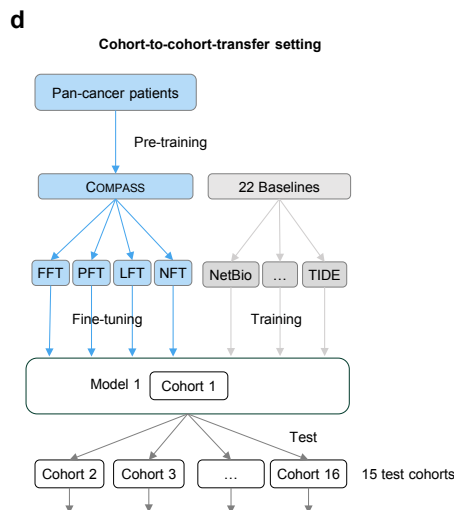 d
Cohort-to-cohort-transfer setting
Pan-cancer patients
Pre-training
COMPASS
22 Baselines
FFT PFT LFT NFT NetBio ... TIDE
Fine-tuning Training
Model 1 Cohort 1
Test
Cohort 2 Cohort 3 ... Cohort 16 15 test cohorts